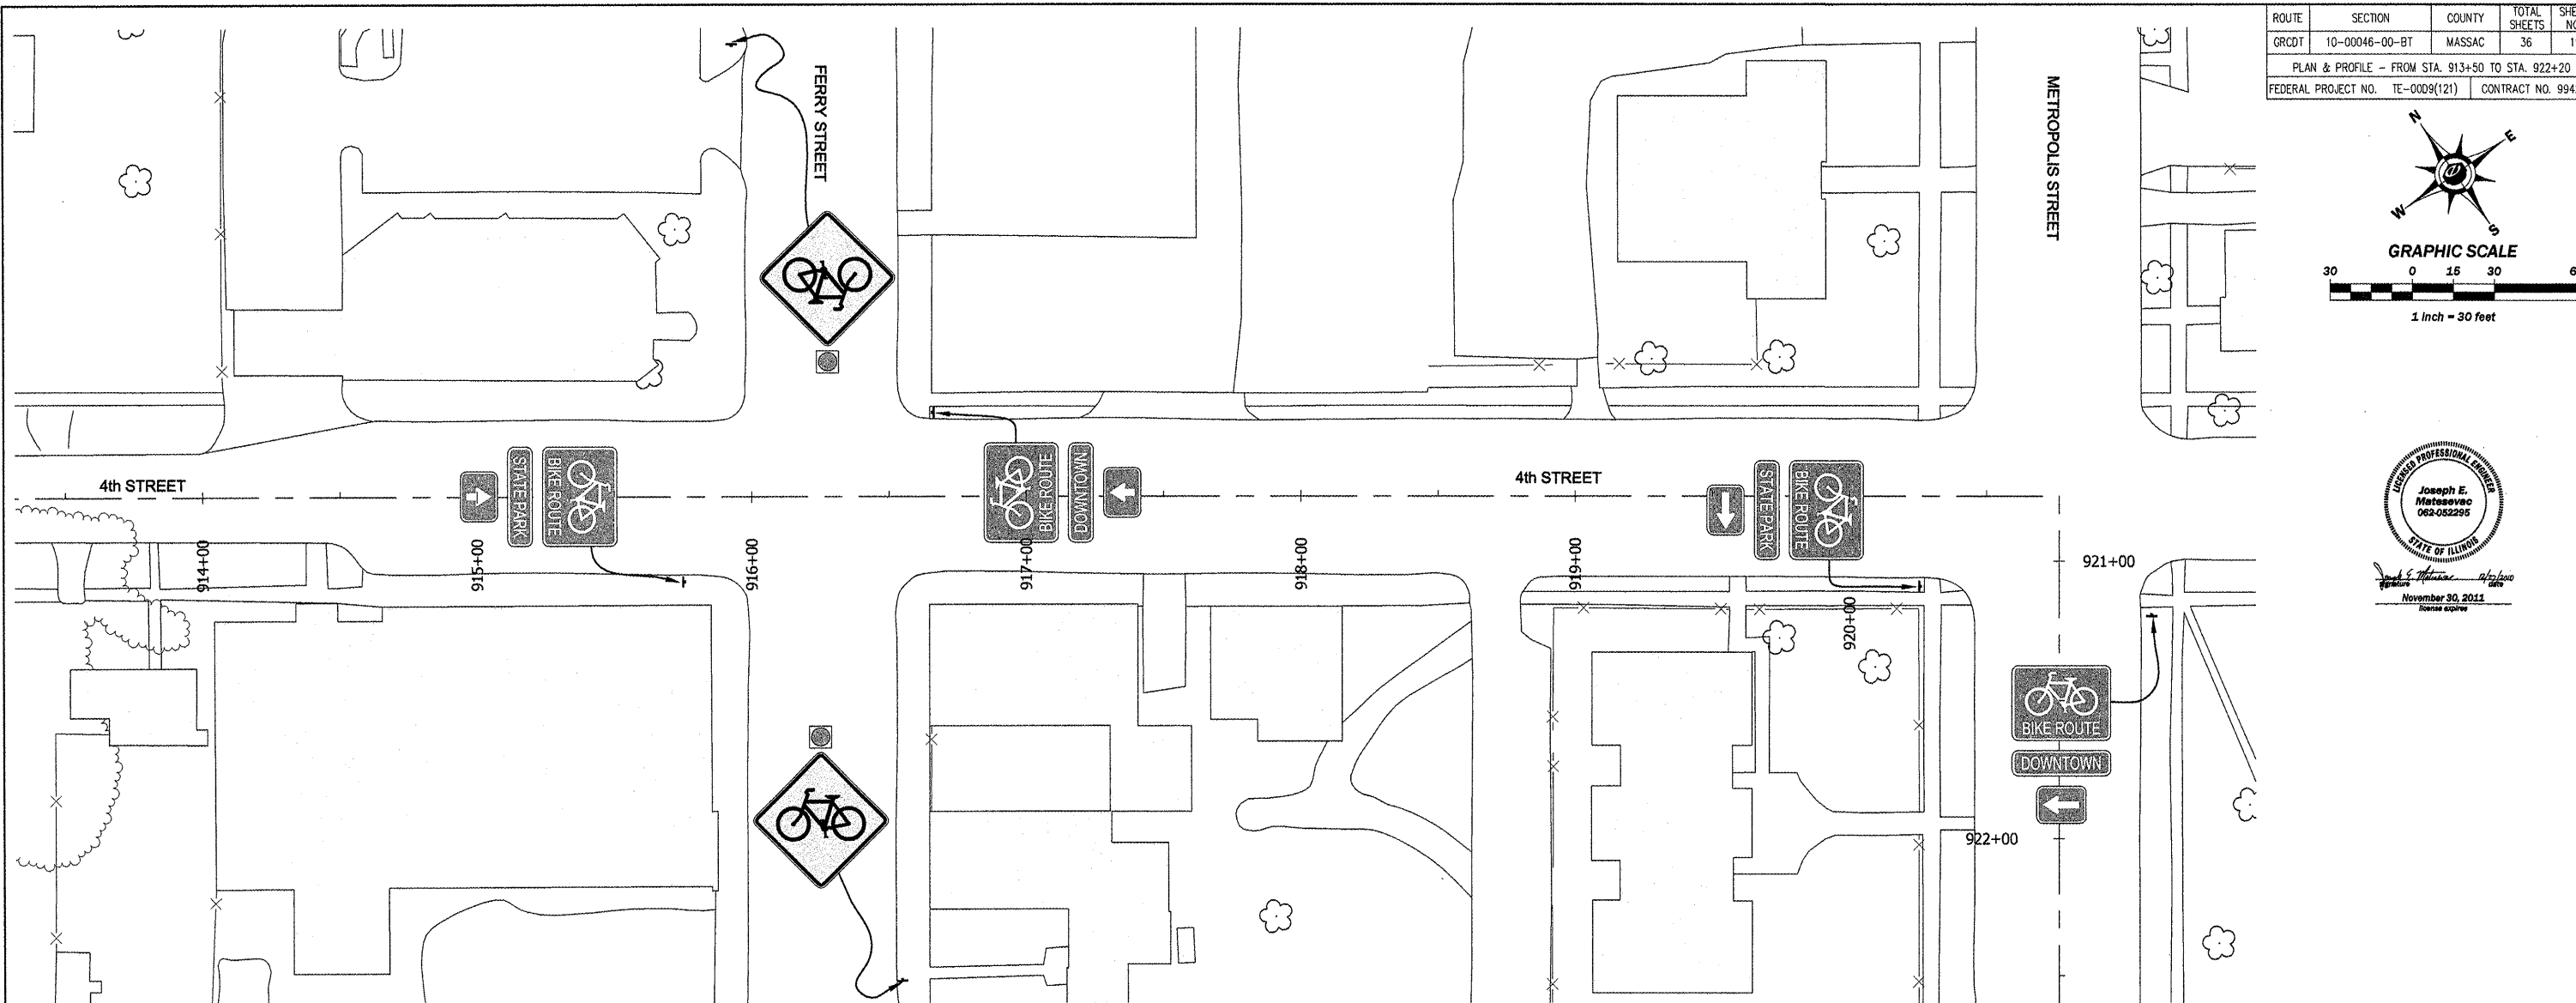 ROUTE SECTION COUNTY TOTAL SHEETS
GRCDT 10-00046-00-BT MASSAC 36
PLAN & PROFILE - FROM STA. 913+50 TO STA. 922+20
FEDERAL PROJECT NO. TE-00D9(121) CONTRACT NO.
N
E
W
S
GRAPHIC SCALE
30 0 15 30
1 inch = 30 feet
LICENSED PROFESSIONAL ENGINEER
Joseph E.
Matesevac
062-052295
STATE OF ILLINOIS
signature date
November 30, 2011
license expires
FERRY STREET
METROPOLIS STREET
4th STREET
STATE PARK
BIKE ROUTE
BIKE ROUTE
DOWNTOWN
4th STREET
STATE PARK
BIKE ROUTE
914+00
915+00
916+00
917+00
918+00
919+00
920+00
921+00
BIKE ROUTE
DOWNTOWN
922+00